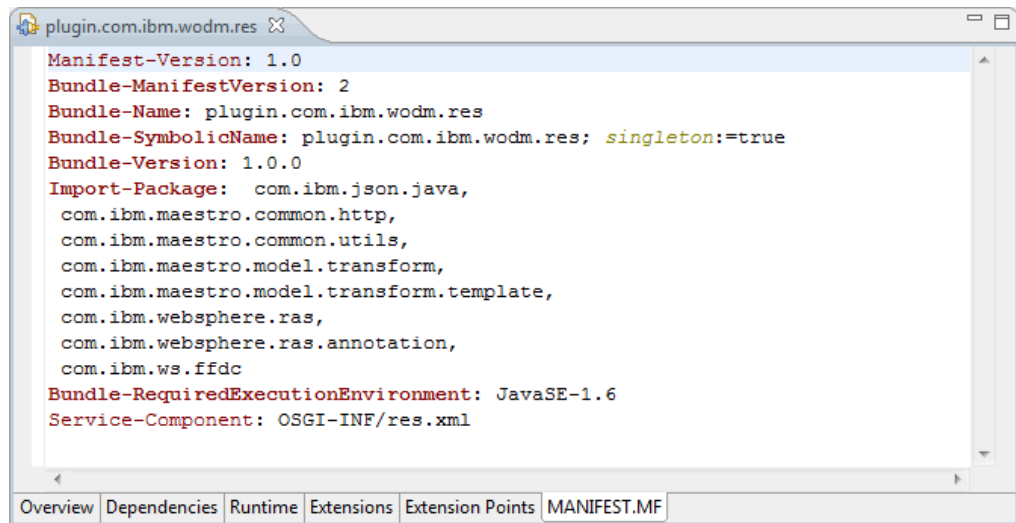 plugin.com.ibm.wodm.res
Manifest-Version: 1.0
Bundle-ManifestVersion: 2
Bundle-Name: plugin.com.ibm.wodm.res
Bundle-SymbolicName: plugin.com.ibm.wodm.res; singleton:=true
Bundle-Version: 1.0.0
Import-Package:  com.ibm.json.java,
 com.ibm.maestro.common.http,
 com.ibm.maestro.common.utils,
 com.ibm.maestro.model.transform,
 com.ibm.maestro.model.transform.template,
 com.ibm.websphere.ras,
 com.ibm.websphere.ras.annotation,
 com.ibm.ws.ffdc
Bundle-RequiredExecutionEnvironment: JavaSE-1.6
Service-Component: OSGI-INF/res.xml
Overview Dependencies Runtime Extensions Extension Points MANIFEST.MF